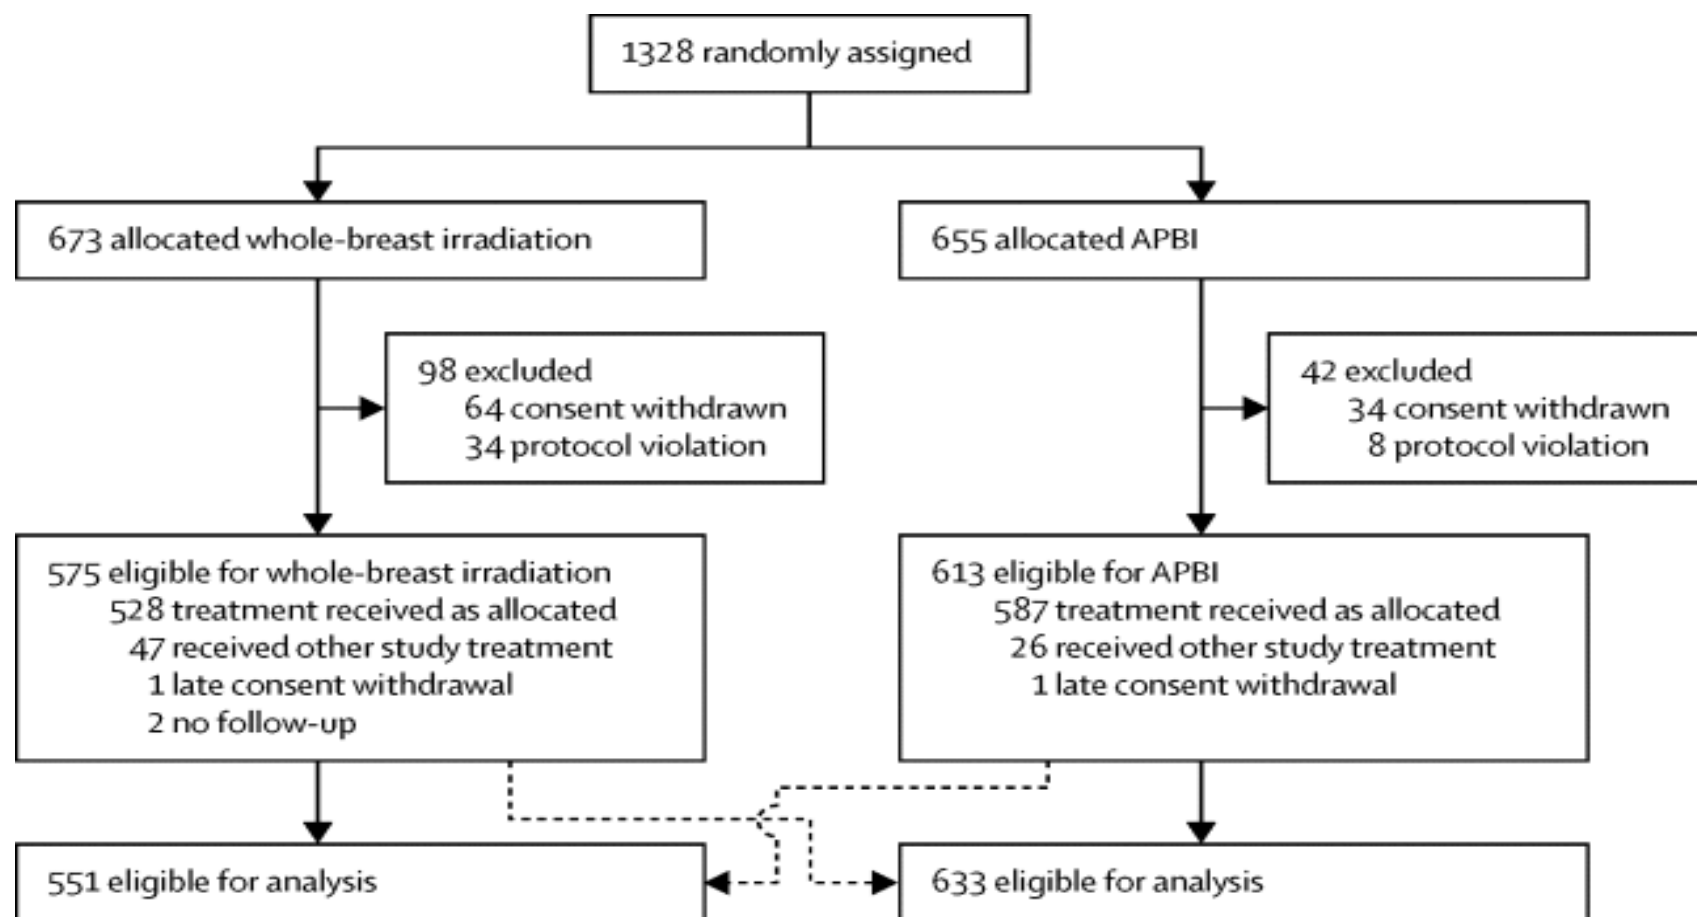 1328 randomly assigned
673 allocated whole-breast irradiation
655 allocated APBI
98 excluded
64 consent withdrawn
34 protocol violation
42 excluded
34 consent withdrawn
8 protocol violation
575 eligible for whole-breast irradiation
528 treatment received as allocated
47 received other study treatment
1 late consent withdrawal
2 no follow-up
613 eligible for APBI
587 treatment received as allocated
26 received other study treatment
1 late consent withdrawal
551 eligible for analysis
633 eligible for analysis